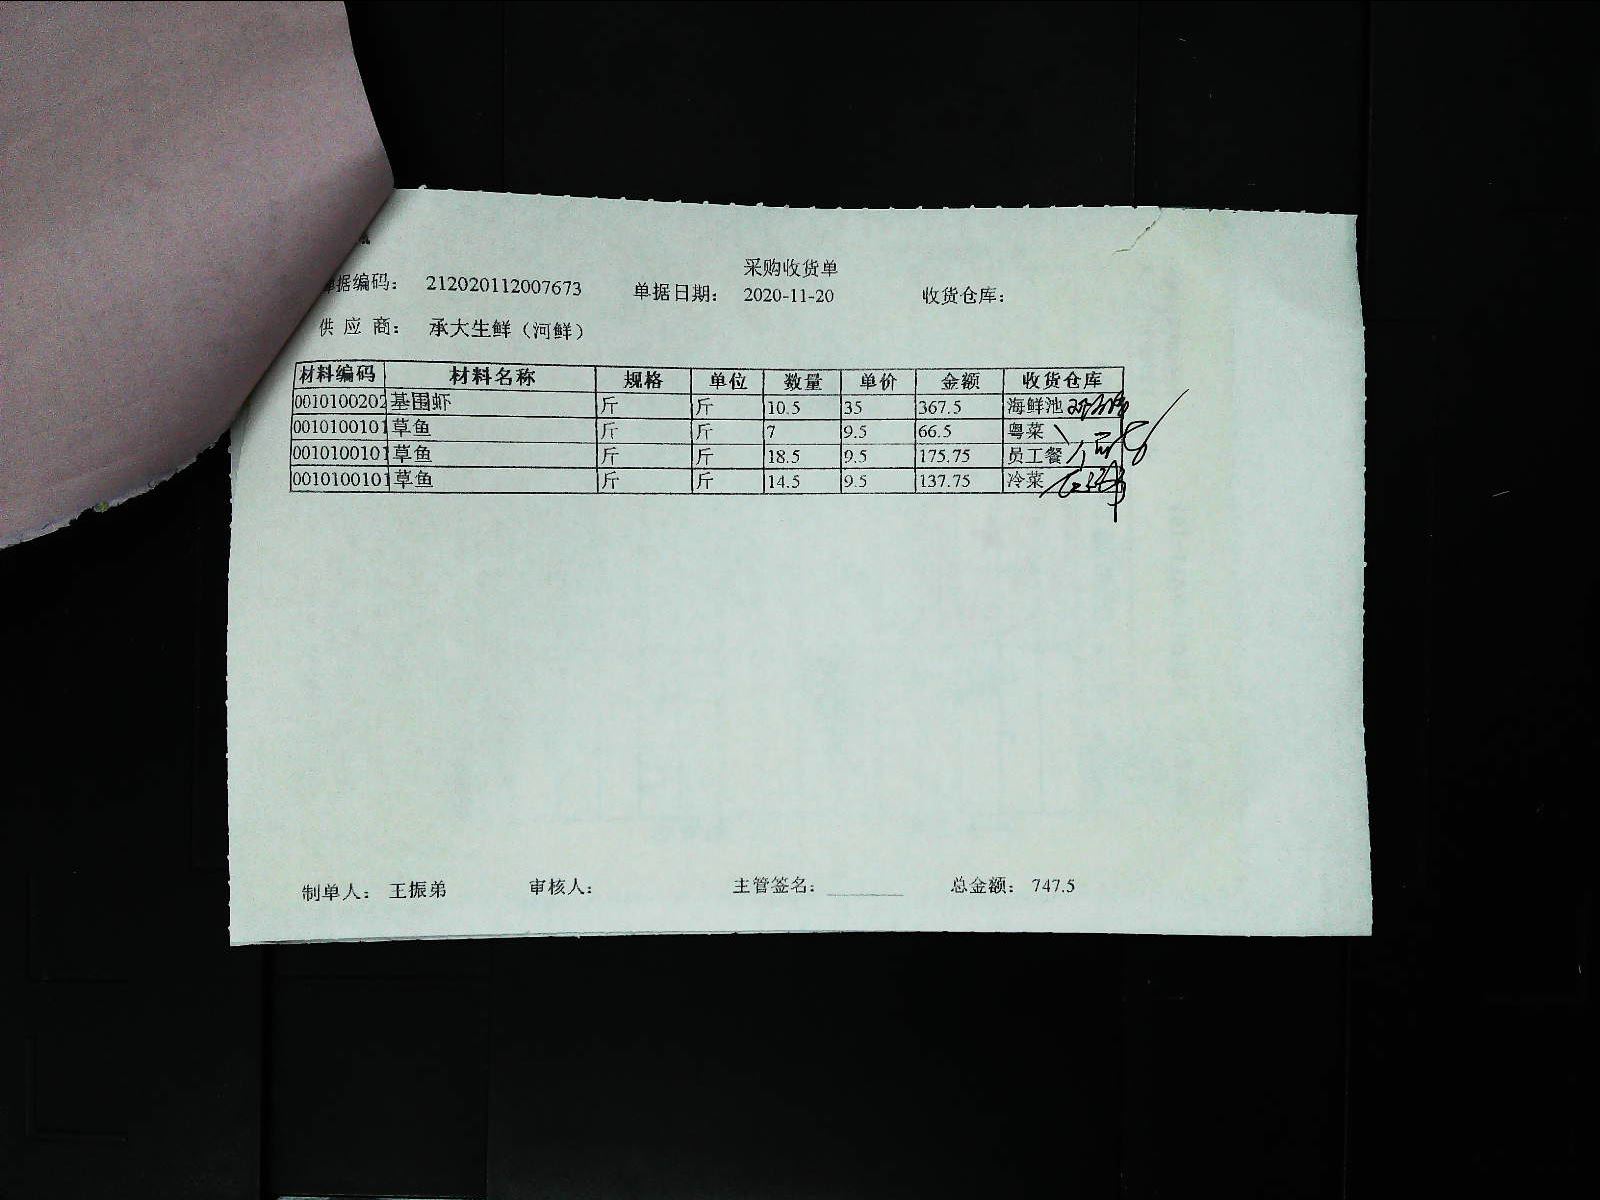 采购收货单
单据编码： 212020112007673 单据日期： 2020-11-20 收货仓库：
供 应 商： 承大生鲜（河鲜）
材料编码 材料名称 规格 单位 数量 单价 金额 收货仓库
0010100202 基围虾 斤 斤 10.5 35 367.5 海鲜池
0010100101 草鱼 斤 斤 7 9.5 66.5 粤菜
0010100101 草鱼 斤 斤 18.5 9.5 175.75 员工餐
0010100101 草鱼 斤 斤 14.5 9.5 137.75 冷菜
制单人： 王振弟 审核人： 主管签名： 总金额： 747.5